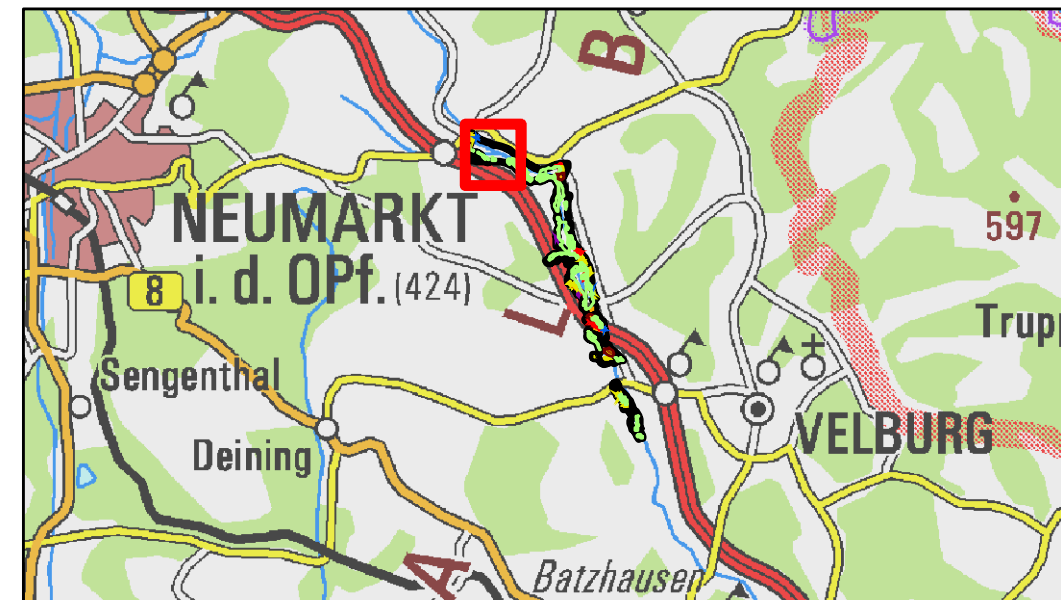 B
NEUMARKT
597
8 i. d. OPf. (424)
L
Trupp
Sengenthal
VELBURG
Deining
A
Batzhausen